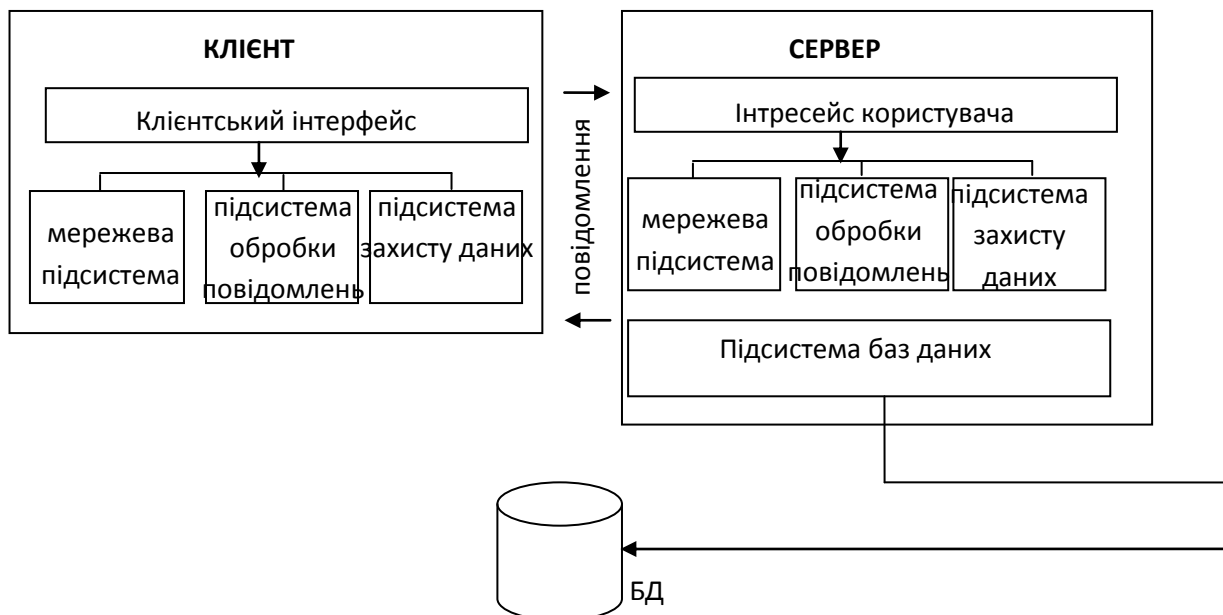 КЛІЄНТ
Клієнтський інтерфейс
мережева
підсистема
підсистема
обробки
повідомлень
підсистема
захисту даних
повідомлення
СЕРВЕР
Інтресейс користувача
мережева
підсистема
підсистема
обробки
повідомлень
підсистема
захисту
даних
Підсистема баз даних
БД